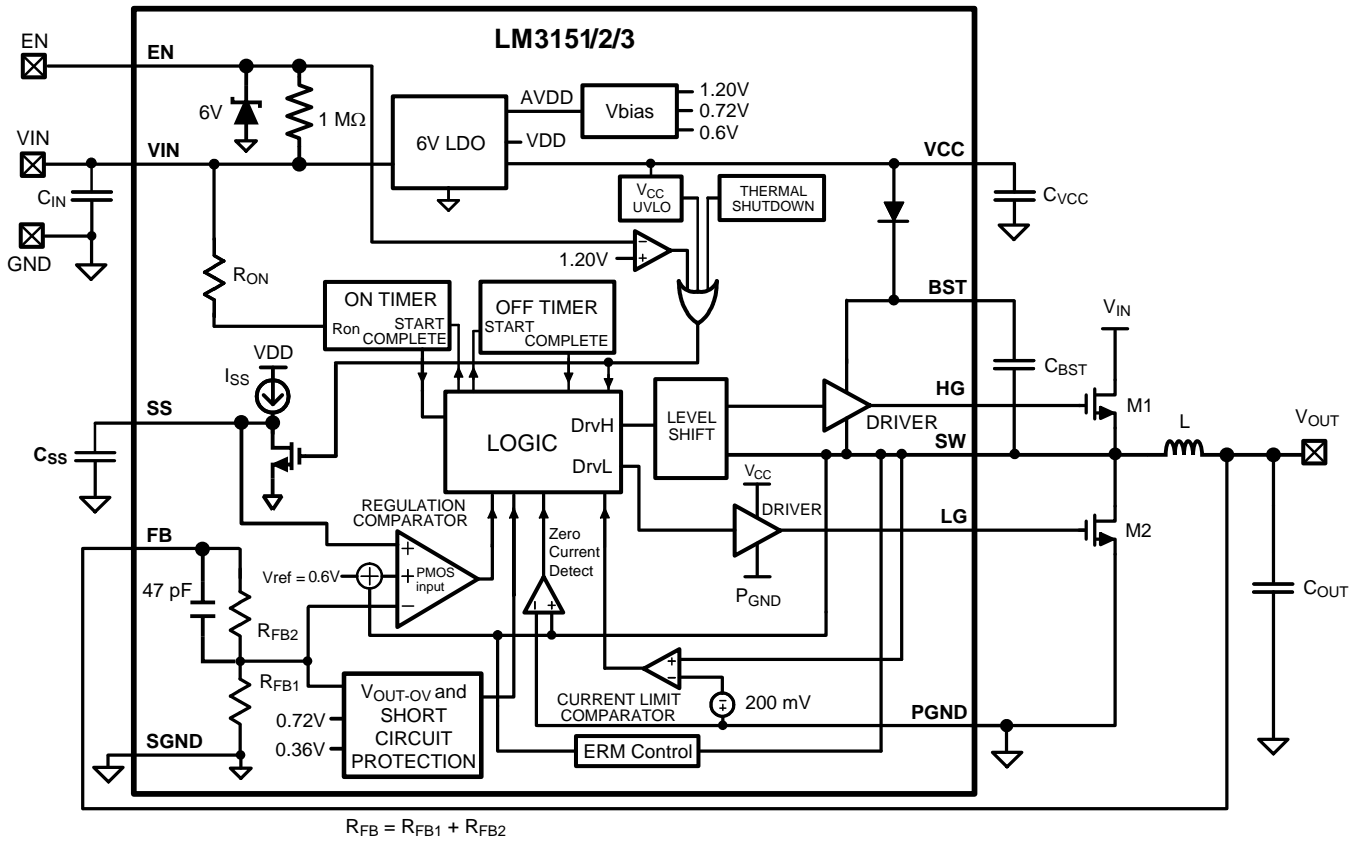 LM3151/2/3
EN
EN
6V
1 MΩ
AVDD
Vbias
1.20V
0.72V
0.6V
6V LDO
VDD
VIN
VIN
VCC
CIN
GND
VCC
UVLO
THERMAL
SHUTDOWN
CVCC
1.20V
−
+
RON
ON TIMER
Ron
START
COMPLETE
OFF TIMER
START
COMPLETE
BST
VIN
CBST
VDD
ISS
SS
CSS
LOGIC
DrvH
DrvL
LEVEL
SHIFT
DRIVER
HG
M1
SW
L
VOUT
VCC
DRIVER
LG
M2
PGND
REGULATION
COMPARATOR
FB
Vref = 0.6V
+
+
−
PMOS
input
Zero
Current
Detect
− +
47 pF
RFB2
RFB1
COUT
VOUT-OV and
SHORT
CIRCUIT
PROTECTION
0.72V
0.36V
+
−
CURRENT LIMIT
COMPARATOR
200 mV
PGND
SGND
ERM Control
RFB = RFB1 + RFB2